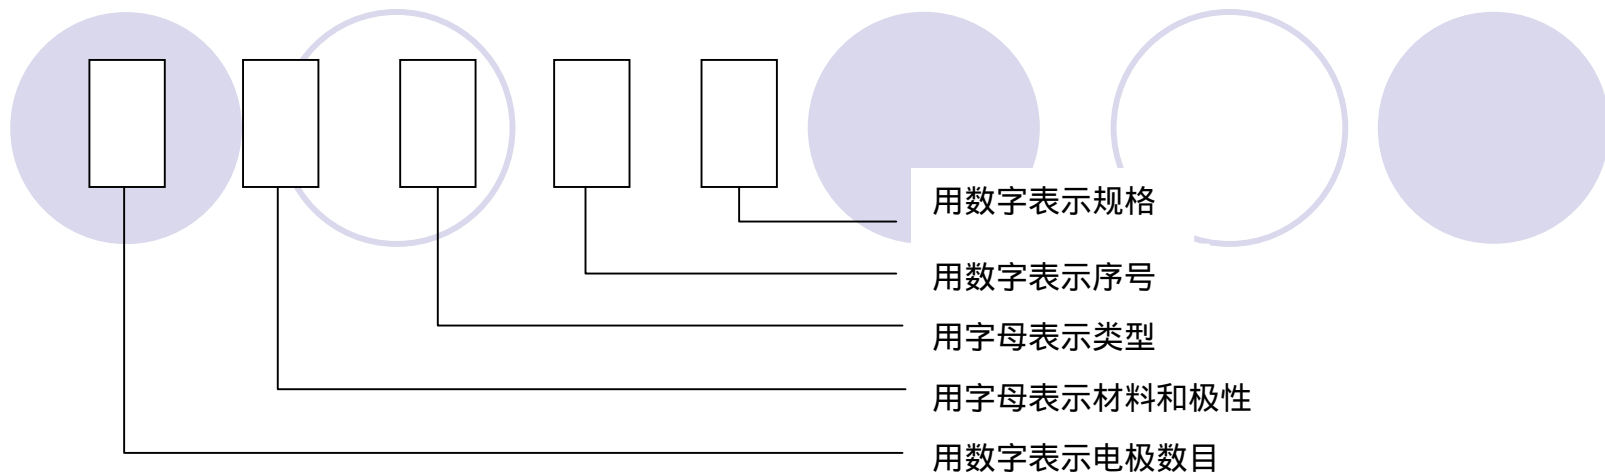 用数字表示规格
用数字表示序号
用字母表示类型
用字母表示材料和极性
用数字表示电极数目